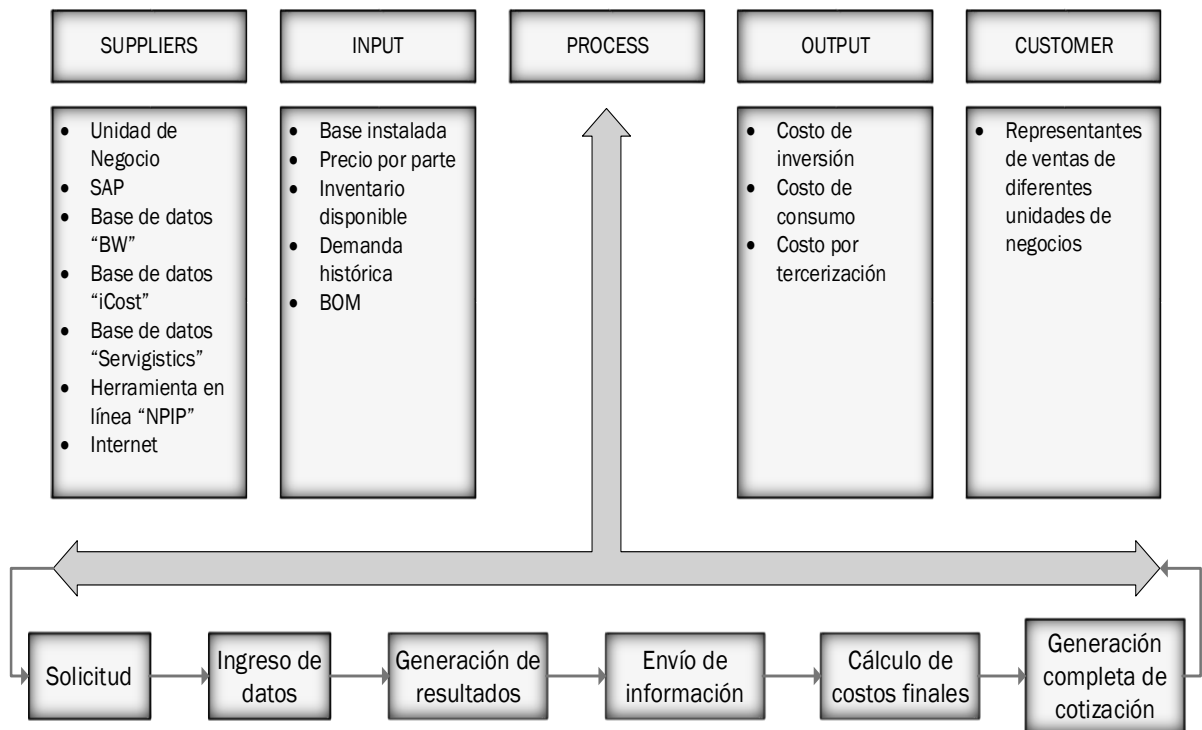 SUPPLIERS
INPUT
PROCESS
OUTPUT
CUSTOMER
• Unidad de
Negocio
• SAP
• Base de datos
“BW”
• Base de datos
“iCost”
• Base de datos
“Servigistics”
• Herramienta en
línea “NPIP”
• Internet
• Base instalada
• Precio por parte
• Inventario
disponible
• Demanda
histórica
• BOM
• Costo de
inversión
• Costo de
consumo
• Costo por
tercerización
• Representantes
de ventas de
diferentes
unidades de
negocios
Solicitud
Ingreso de
datos
Generación de
resultados
Envío de
información
Cálculo de
costos finales
Generación
completa de
cotización